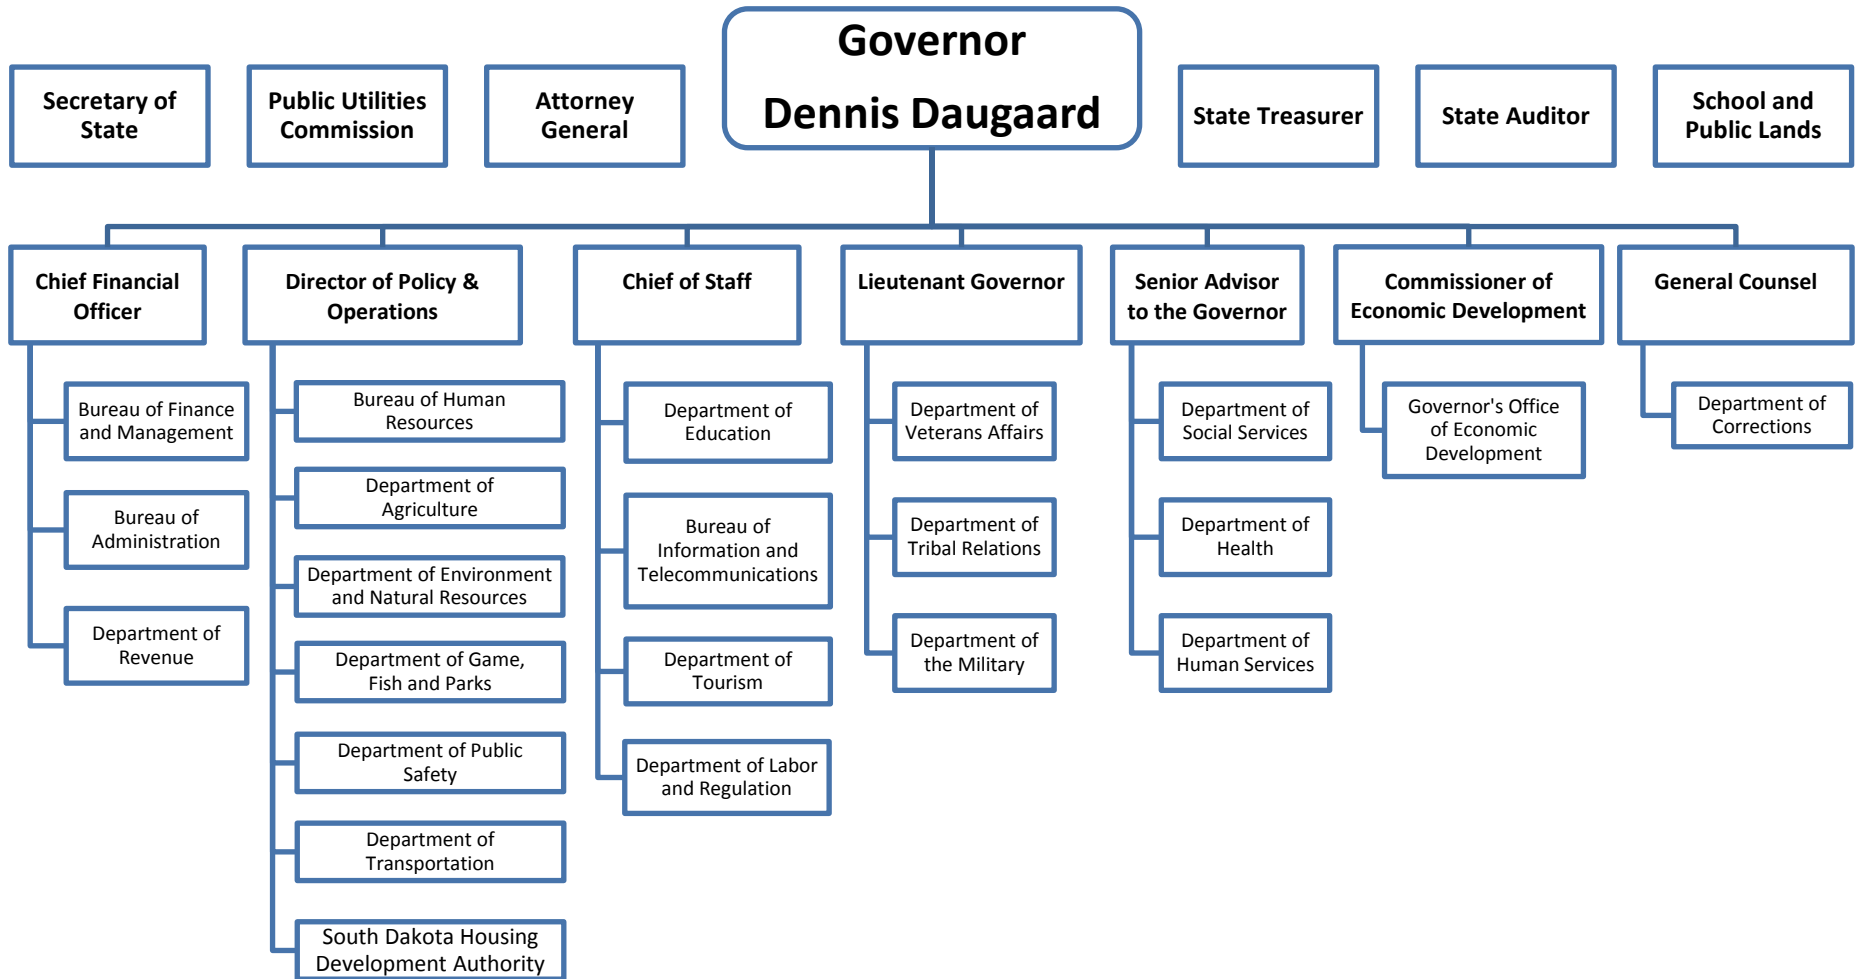 Governor
Dennis Daugaard
Secretary of
State
Public Utilities
Commission
Attorney
General
State Treasurer
State Auditor
School and
Public Lands
Chief Financial
Officer
Director of Policy &
Operations
Chief of Staff
Lieutenant Governor
Senior Advisor
to the Governor
Commissioner of
Economic Development
General Counsel
Bureau of Finance
and Management
Bureau of
Administration
Department of
Revenue
Bureau of Human
Resources
Department of
Agriculture
Department of Environment
and Natural Resources
Department of Game,
Fish and Parks
Department of Public
Safety
Department of
Transportation
South Dakota Housing
Development Authority
Department of
Education
Bureau of
Information and
Telecommunications
Department of
Tourism
Department of Labor
and Regulation
Department of
Veterans Affairs
Department of
Tribal Relations
Department of
the Military
Department of
Social Services
Department of
Health
Department of
Human Services
Governor's Office
of Economic
Development
Department of
Corrections